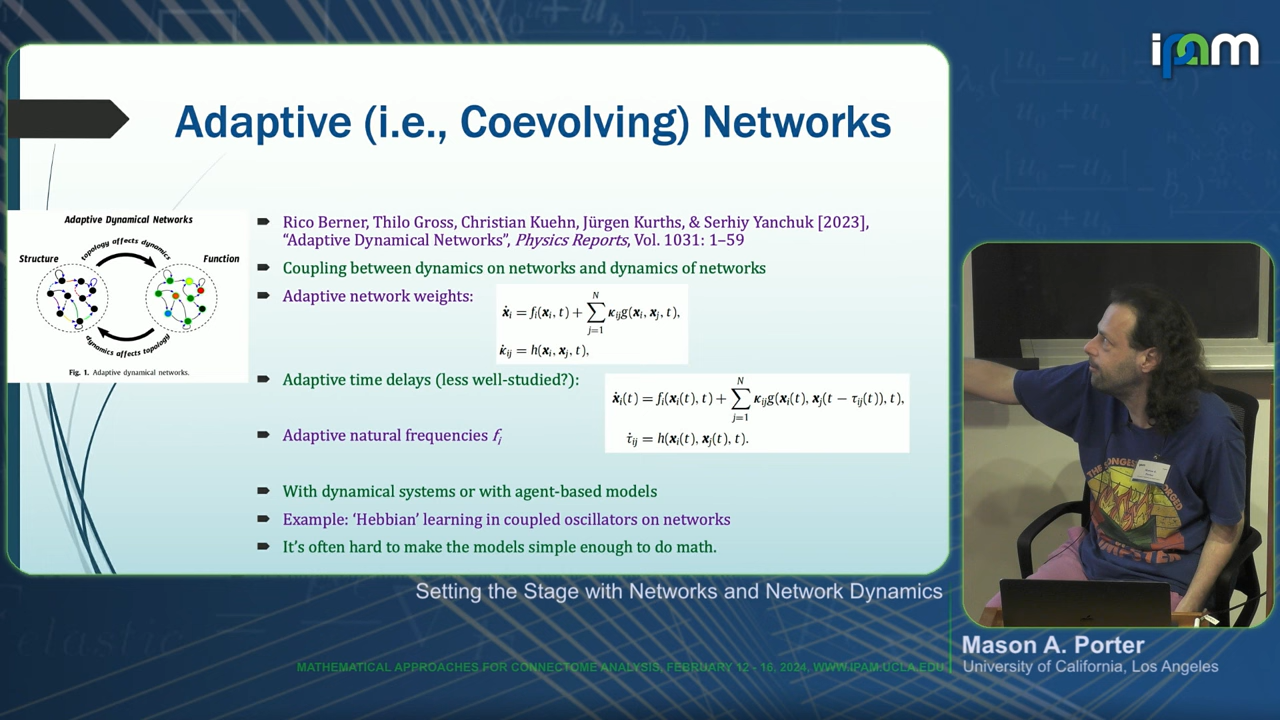 ipam
Adaptive (i.e., Coevolving) Networks
Adaptive Dynamical Networks
topology affects dynamics
Structure
Function
dynamics affects topology
Fig. 1. Adaptive dynamical networks.
Rico Berner, Thilo Gross, Christian Kuehn, Jürgen Kurths, & Serhiy Yanchuk [2023],
“Adaptive Dynamical Networks”, Physics Reports, Vol. 1031: 1–59
Coupling between dynamics on networks and dynamics of networks
Adaptive network weights:
ẋᵢ = fᵢ(xᵢ, t) + ∑_{j=1}^{N} κᵢⱼg(xᵢ, xⱼ, t),
κ̇ᵢⱼ = h(xᵢ, xⱼ, t),
Adaptive time delays (less well-studied?):
ẋᵢ(t) = fᵢ(xᵢ(t), t) + ∑_{j=1}^{N} κᵢⱼg(xᵢ(t), xⱼ(t − τᵢⱼ(t)), t),
τ̇ᵢⱼ = h(xᵢ(t), xⱼ(t), t).
Adaptive natural frequencies fᵢ
With dynamical systems or with agent-based models
Example: ‘Hebbian’ learning in coupled oscillators on networks
It’s often hard to make the models simple enough to do math.
Setting the Stage with Networks and Network Dynamics
Mason A. Porter
University of California, Los Angeles
MATHEMATICAL APPROACHES FOR CONNECTOME ANALYSIS, FEBRUARY 12 - 16, 2024, WWW.IPAM.UCLA.EDU
elastic